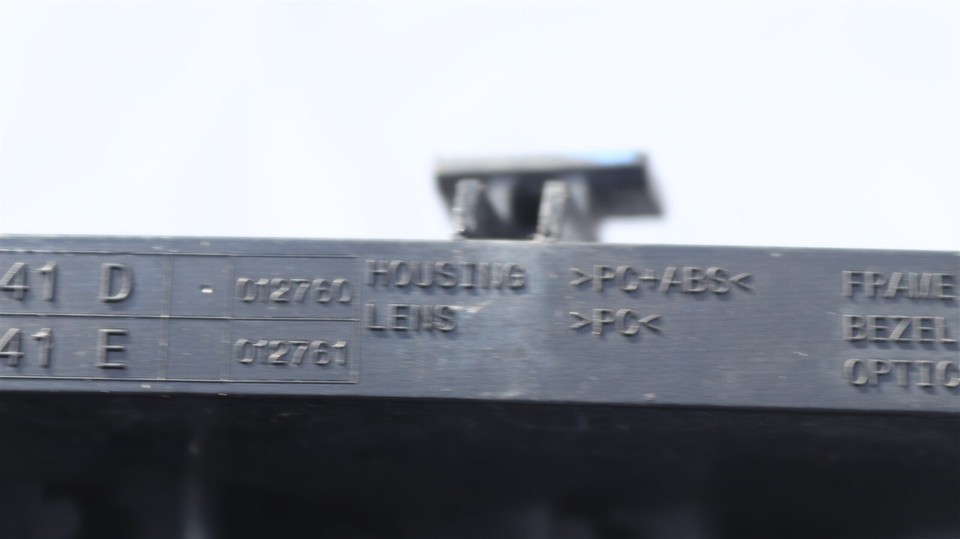 41 D - 012760 HOUSING >PC+ABS< FRAME
41 E 012761 LENS >PC< BEZEL
OPTIC